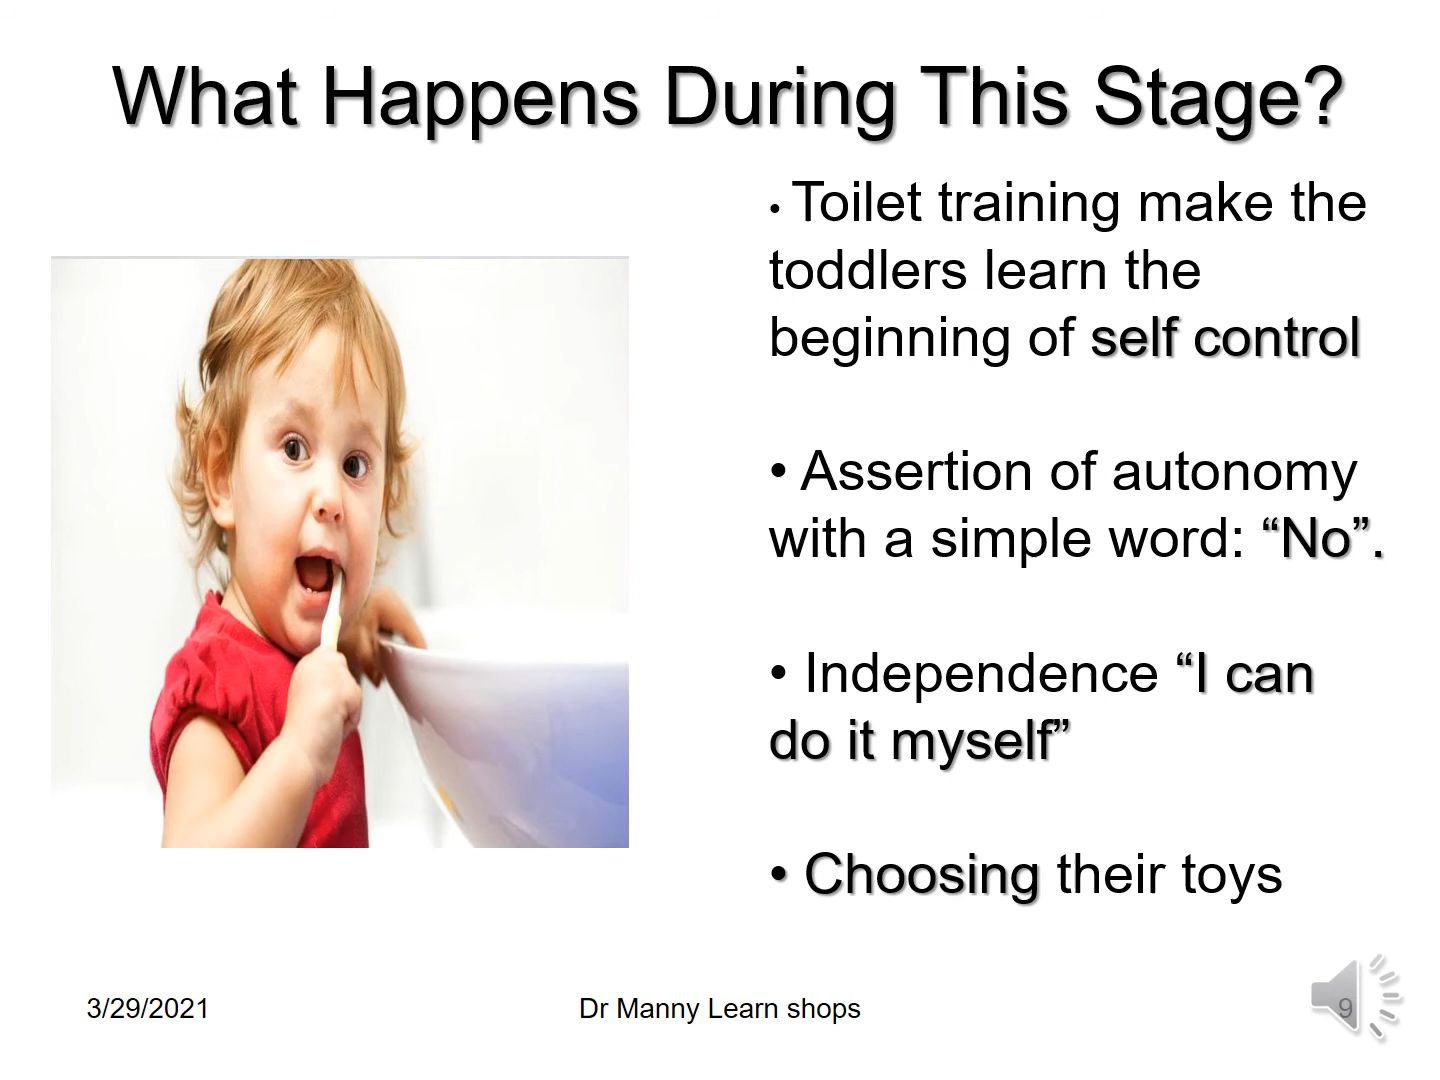 What Happens During This Stage?
• Toilet training make the
toddlers learn the
beginning of self control
• Assertion of autonomy
with a simple word: “No”.
• Independence “I can
do it myself”
• Choosing their toys
3/29/2021
Dr Manny Learn shops
9